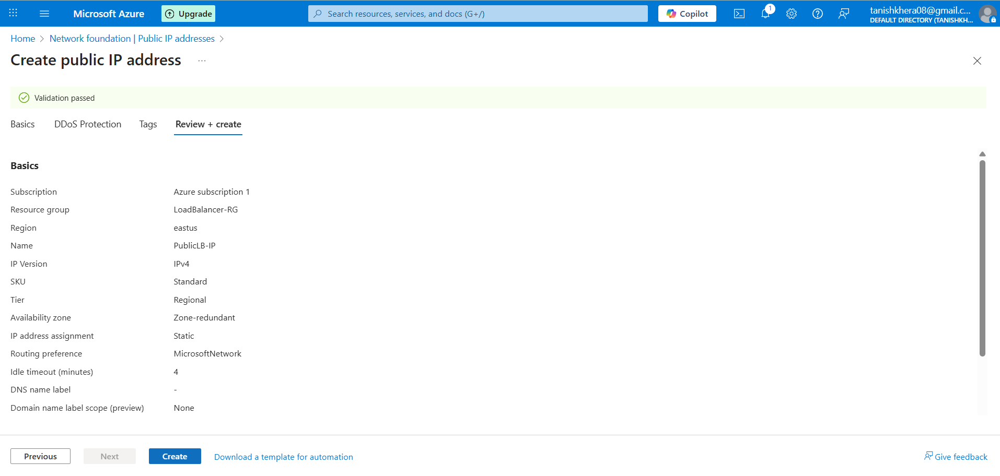 Microsoft Azure
Upgrade
Search resources, services, and docs (G+/)
Copilot
1
tanishkhera08@gmail.c...
DEFAULT DIRECTORY (TANISHKH...
Home > Network foundation | Public IP addresses >
Create public IP address ...
Validation passed
Basics DDoS Protection Tags Review + create
Basics
Subscription Azure subscription 1
Resource group LoadBalancer-RG
Region eastus
Name PublicLB-IP
IP Version IPv4
SKU Standard
Tier Regional
Availability zone Zone-redundant
IP address assignment Static
Routing preference MicrosoftNetwork
Idle timeout (minutes) 4
DNS name label -
Domain name label scope (preview) None
Previous Next Create Download a template for automation Give feedback